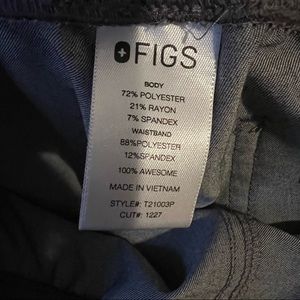 FIGS
BODY
72% POLYESTER
21% RAYON
7% SPANDEX
WAISTBAND
88%POLYESTER
12%SPANDEX
100% AWESOME
MADE IN VIETNAM
STYLE#: T21003P
CUT#: 1227